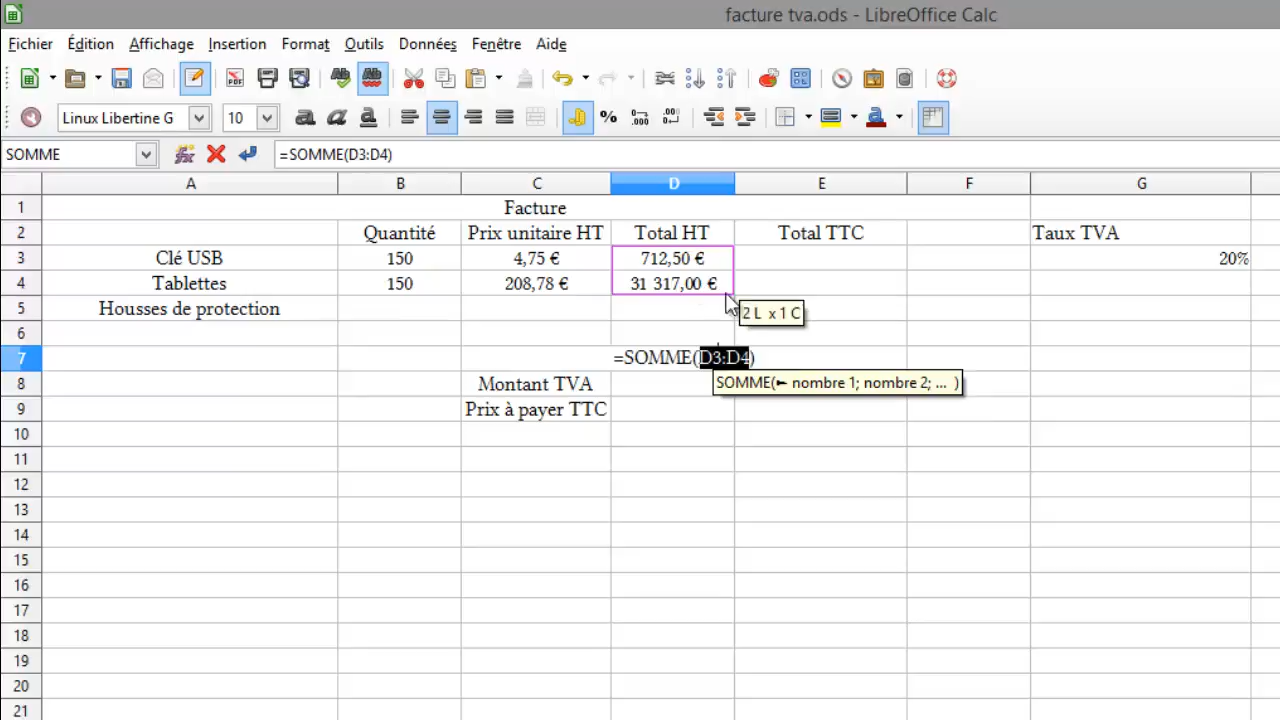 facture tva.ods - LibreOffice Calc
Fichier Édition Affichage Insertion Format Outils Données Fenêtre Aide
PDF
Linux Libertine G 10 a a a % .000 .00
SOMME =SOMME(D3:D4)
A B C D E F G
1 Facture
2 Quantité Prix unitaire HT Total HT Total TTC Taux TVA
3 Clé USB 150 4,75 € 712,50 € 20%
4 Tablettes 150 208,78 € 31 317,00 €
5 Housses de protection 2 L x 1 C
6
7 =SOMME(D3:D4)
8 Montant TVA SOMME(► nombre 1; nombre 2; ... )
9 Prix à payer TTC
10
11
12
13
14
15
16
17
18
19
20
21